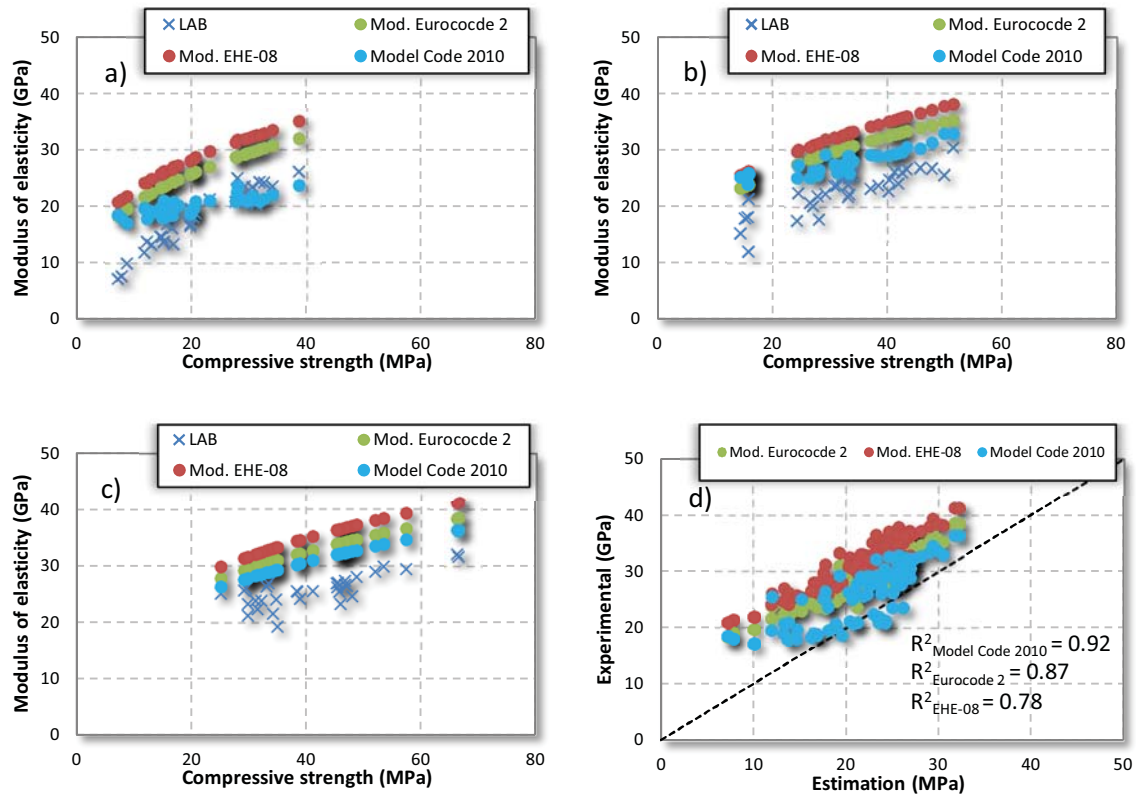 LAB
Mod. Eurococde 2
Mod. EHE-08
Model Code 2010
a)
Modulus of elasticity (GPa)
50
40
30
20
10
0
0 20 40 60 80
Compressive strength (MPa)
LAB
Mod. Eurococde 2
Mod. EHE-08
Model Code 2010
b)
Modulus of elasticity (GPa)
50
40
30
20
10
0
0 20 40 60 80
Compressive strength (MPa)
LAB
Mod. Eurococde 2
Mod. EHE-08
Model Code 2010
c)
Modulus of elasticity (GPa)
50
40
30
20
10
0
0 20 40 60 80
Compressive strength (MPa)
Mod. Eurococde 2 Mod. EHE-08 Model Code 2010
d)
Experimental (GPa)
50
40
30
20
10
0
R² Model Code 2010 = 0.92
R² Eurocode 2 = 0.87
R² EHE-08 = 0.78
0 10 20 30 40 50
Estimation (MPa)